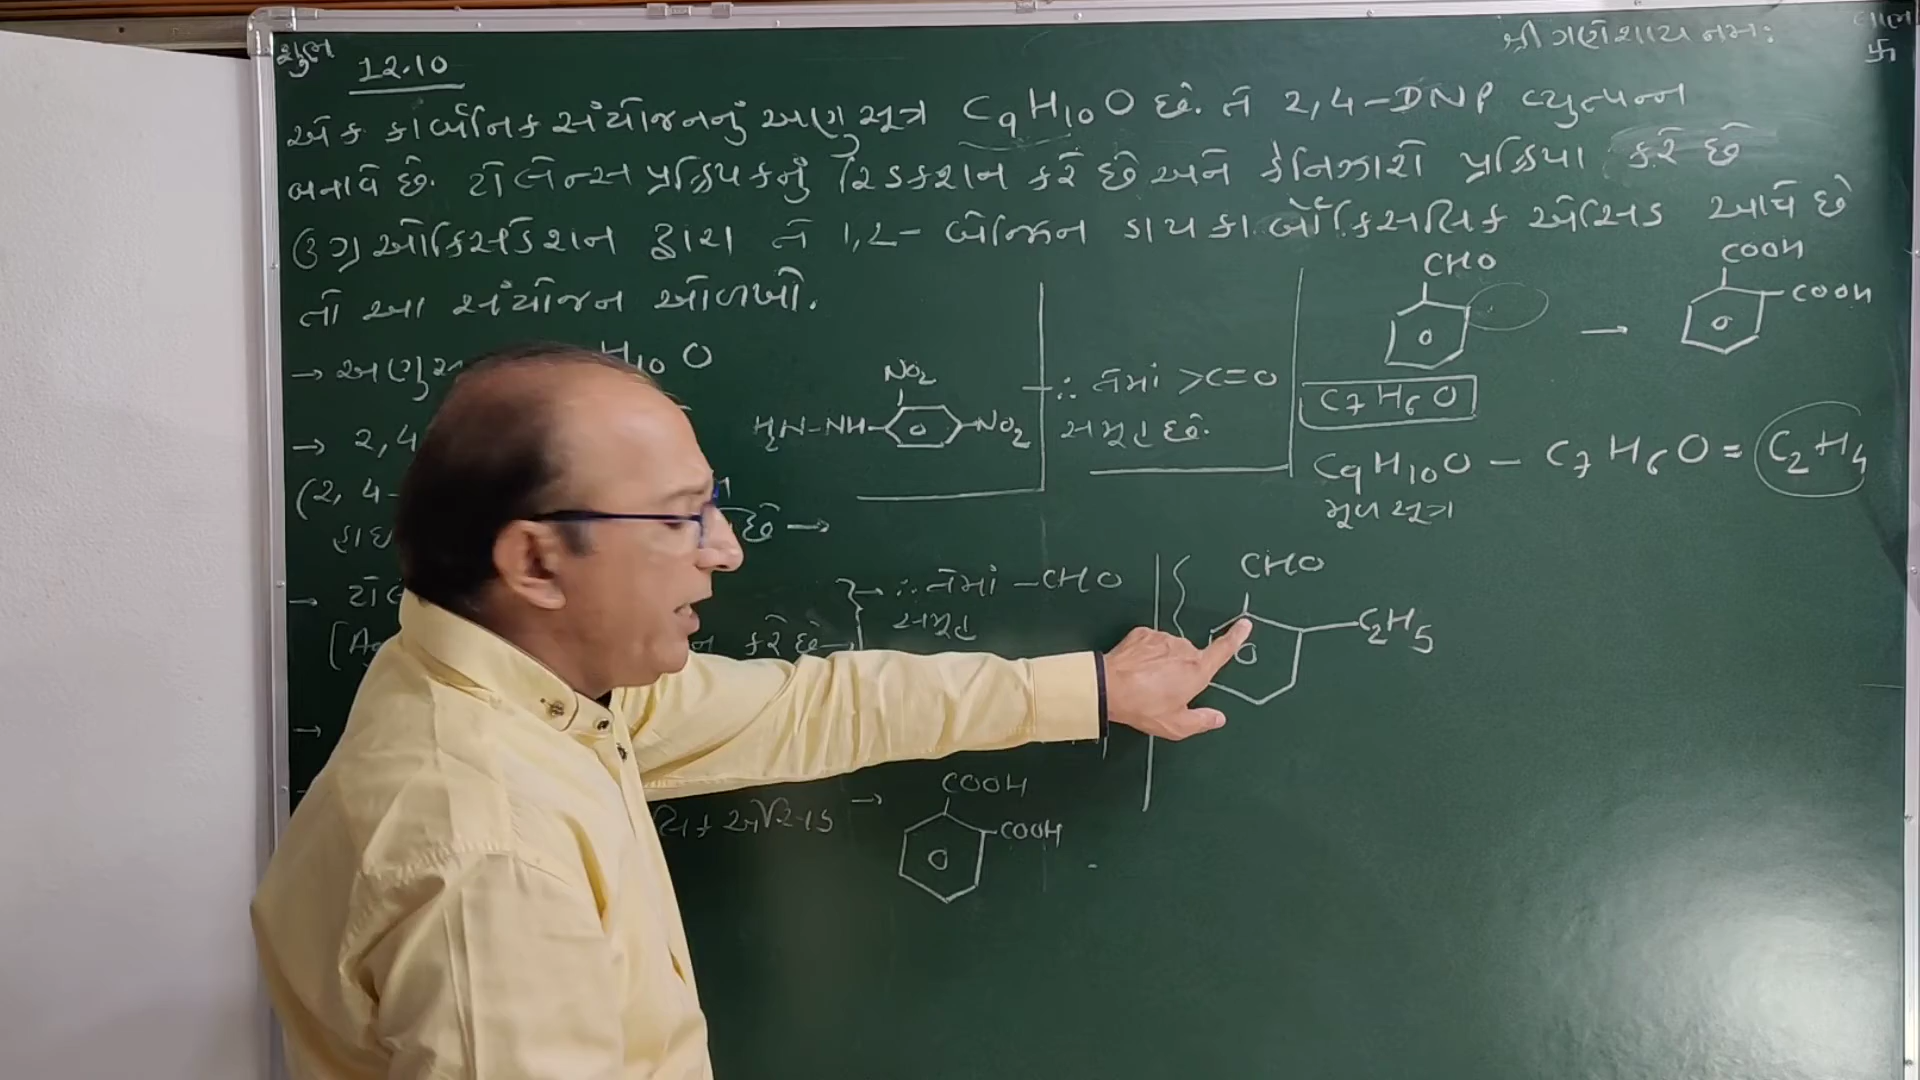 શુભ
લાભ
શ્રી ગણેશાય નમઃ
卐
12.10
એક કાર્બનિક સંયોજનનું અણુસૂત્ર C9H10O છે. તે 2,4-DNP વ્યુત્પન્ન
બનાવે છે. ટોલેન્સ પ્રક્રિયકનું રિડક્શન કરે છે અને કેનિઝારો પ્રક્રિયા કરે છે
ઉગ્ર ઓક્સિડેશન દ્વારા તે 1,2- બેન્ઝિન ડાયકાર્બોક્સિલિક એસિડ આપે છે
તો આ સંયોજન ઓળખો.
→ અણુસૂ H10O
→ 2,4
(2,4-
છે →
NO2
H2N-NH- -NO2
∴ તેમાં >C=O
સમૂહ છે.
CHO
→
COOH
-COOH
C7H6O
C9H10O - C7H6O = C2H4
મૂળ સૂત્ર
→ ટોલે
[Ag કરે છે→
→ ∴ તેમાં -CHO
સમૂહ
→
એસિડ →
COOH
-COOH
CHO
-C2H5